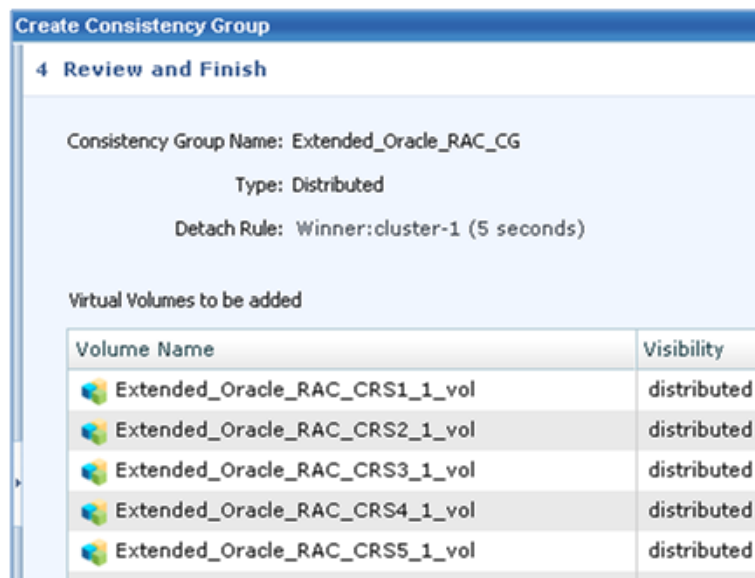 Create Consistency Group
4 Review and Finish
Consistency Group Name: Extended_Oracle_RAC_CG
Type: Distributed
Detach Rule: Winner:cluster-1 (5 seconds)
Virtual Volumes to be added
Volume Name Visibility
Extended_Oracle_RAC_CRS1_1_vol distributed
Extended_Oracle_RAC_CRS2_1_vol distributed
Extended_Oracle_RAC_CRS3_1_vol distributed
Extended_Oracle_RAC_CRS4_1_vol distributed
Extended_Oracle_RAC_CRS5_1_vol distributed